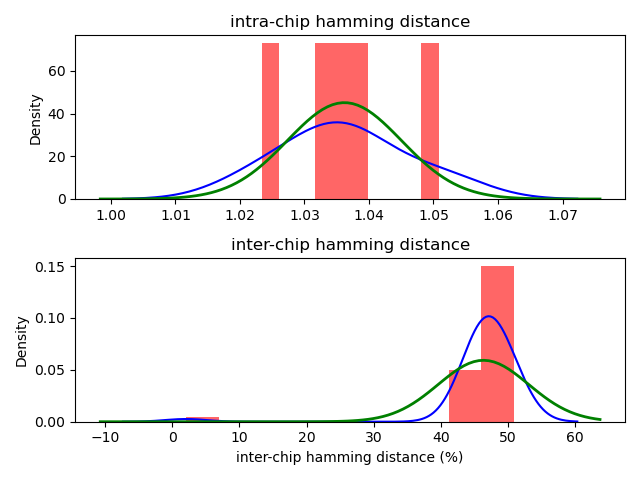 intra-chip hamming distance
Density
60
40
20
0
1.00 1.01 1.02 1.03 1.04 1.05 1.06 1.07
inter-chip hamming distance
Density
0.15
0.10
0.05
0.00
−10 0 10 20 30 40 50 60
inter-chip hamming distance (%)